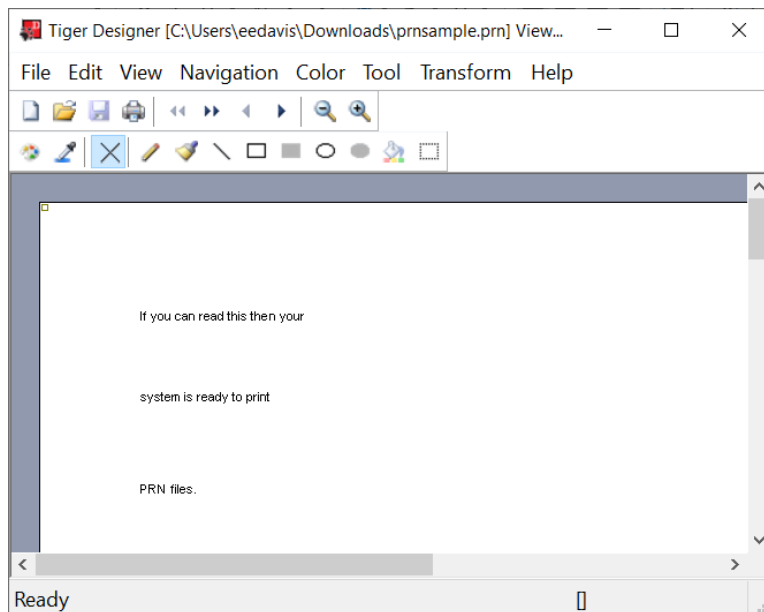 Tiger Designer [C:\Users\eedavis\Downloads\prnsample.prn] View...
File Edit View Navigation Color Tool Transform Help
If you can read this then your
system is ready to print
PRN files.
Ready []